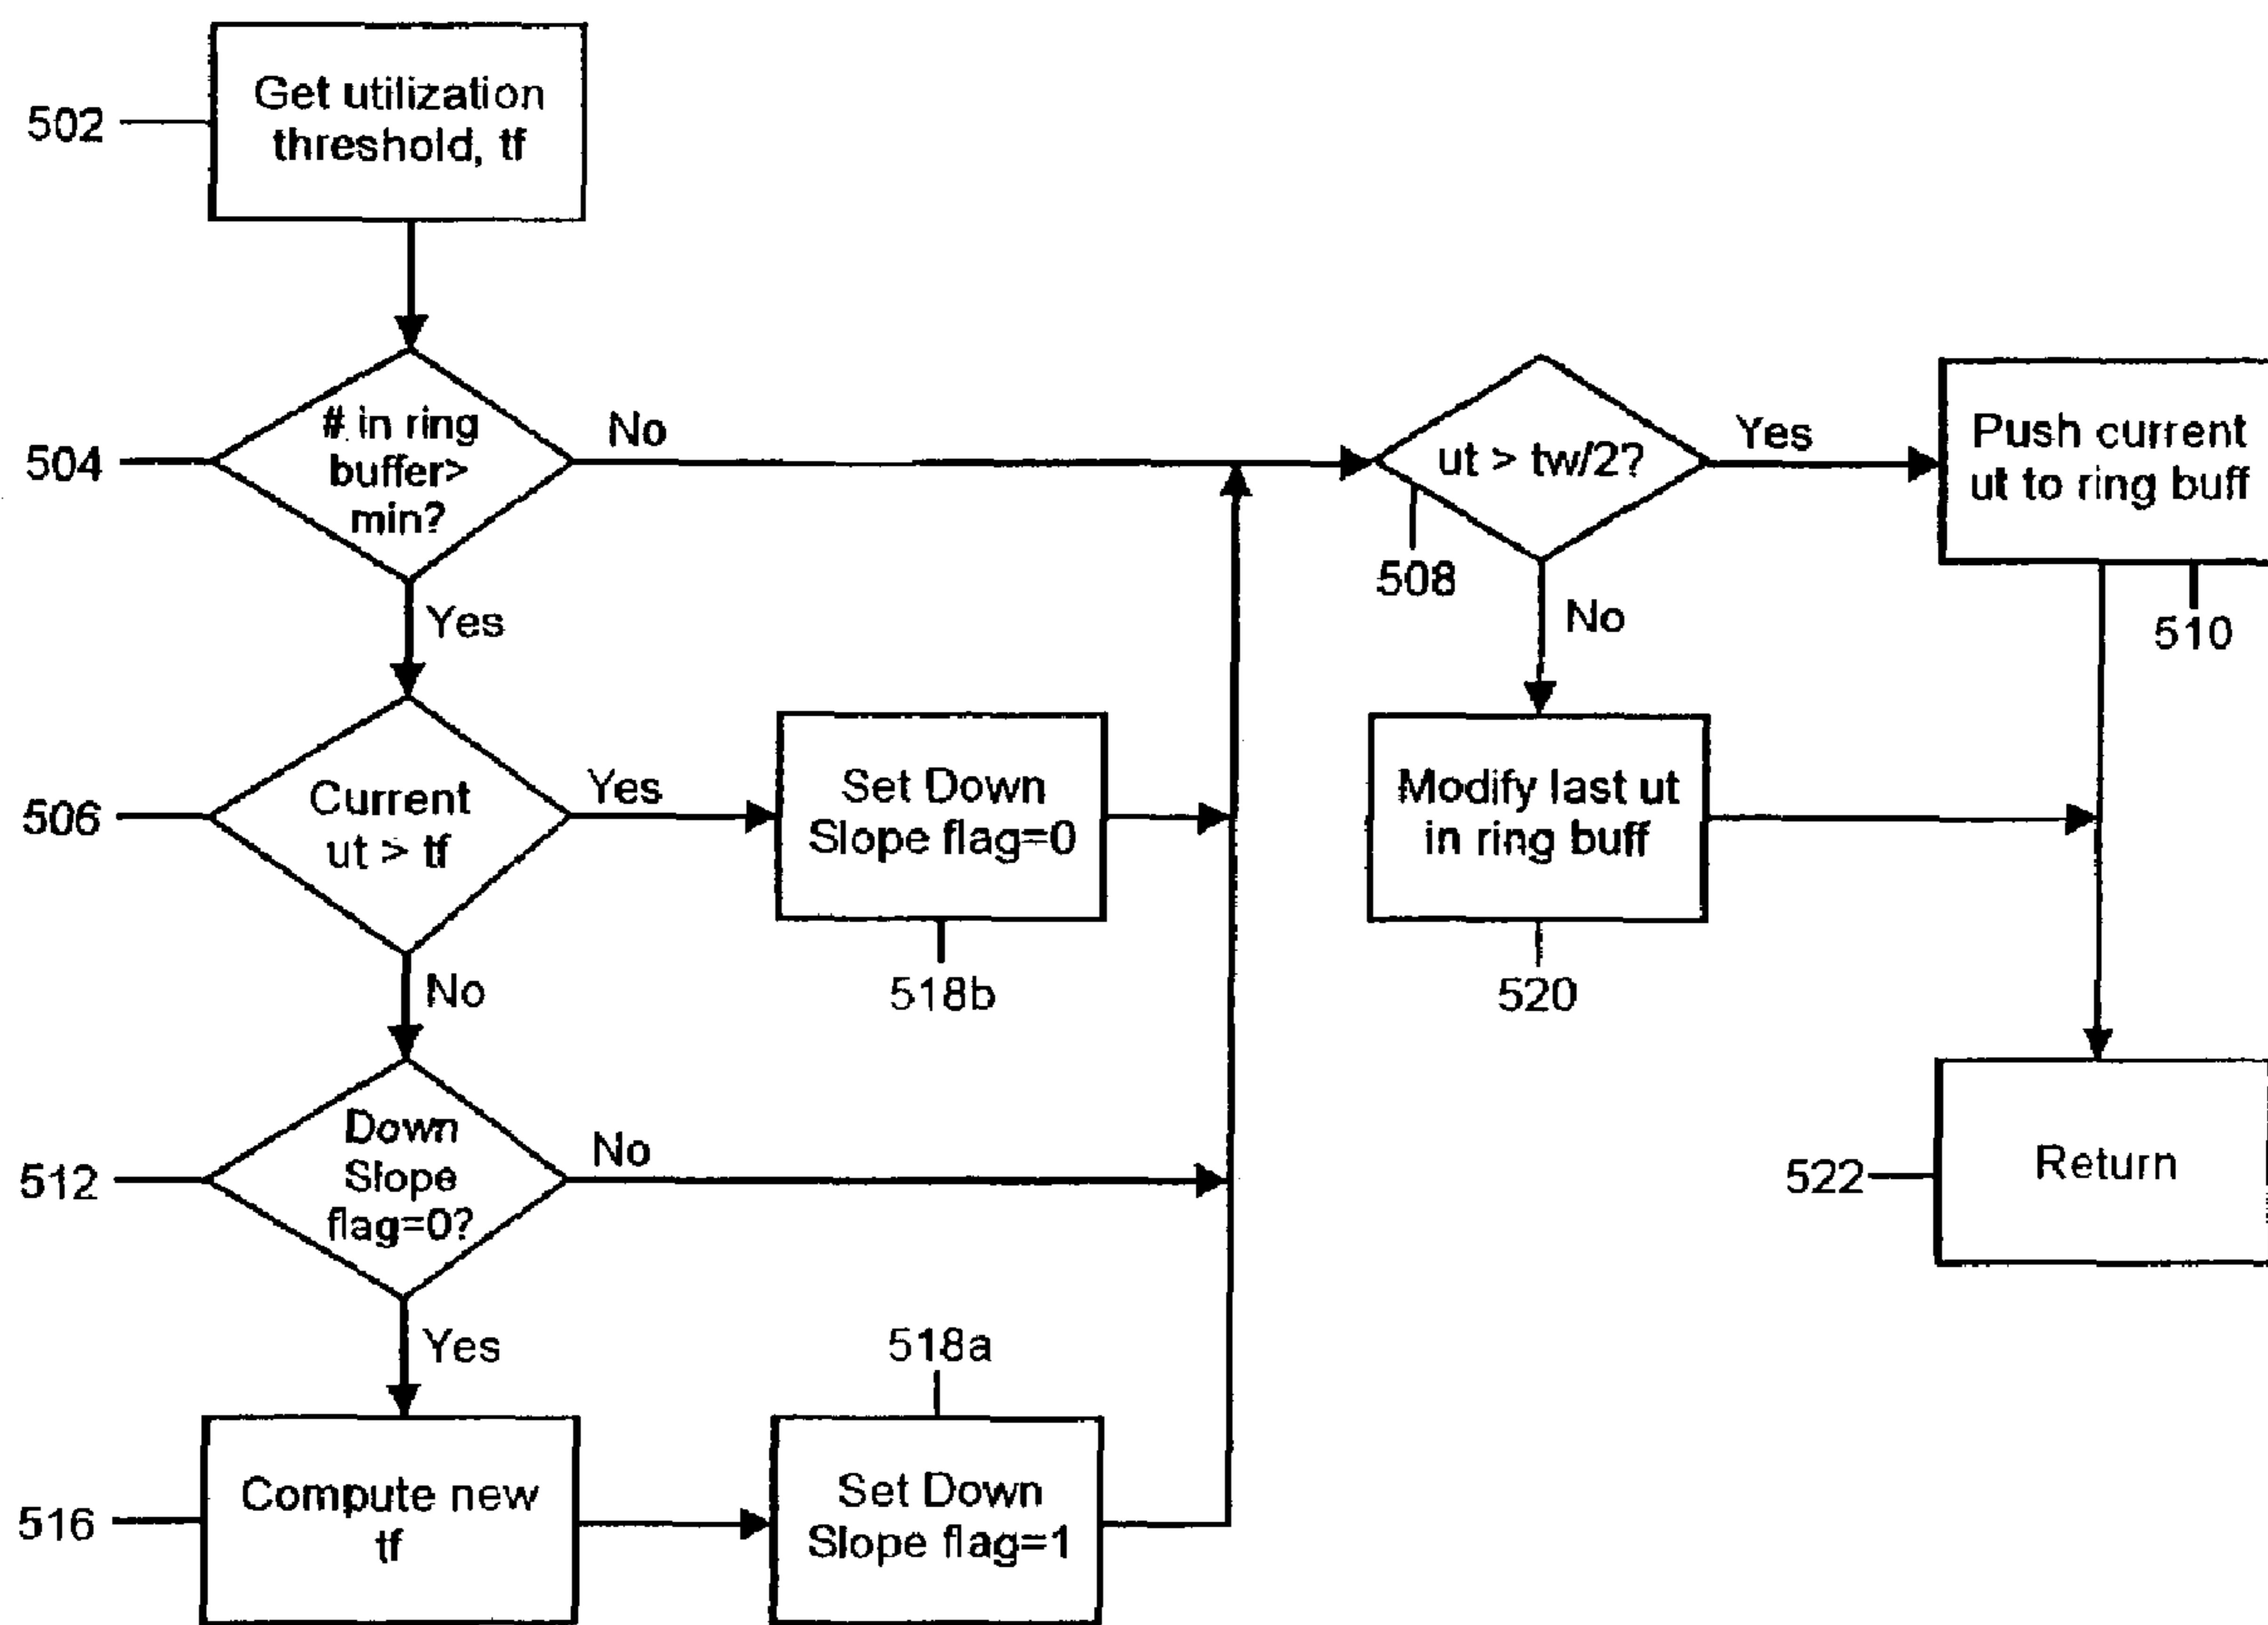 502
Get utilization
threshold, tf
504
# in ring
buffer>
min?
No
Yes
508
ut > tw/2?
Yes
No
Push current
ut to ring buff
510
506
Current
ut > tf
Yes
No
Set Down
Slope flag=0
518b
Modify last ut
in ring buff
520
512
Down
Slope
flag=0?
No
Yes
522
Return
516
Compute new
tf
518a
Set Down
Slope flag=1